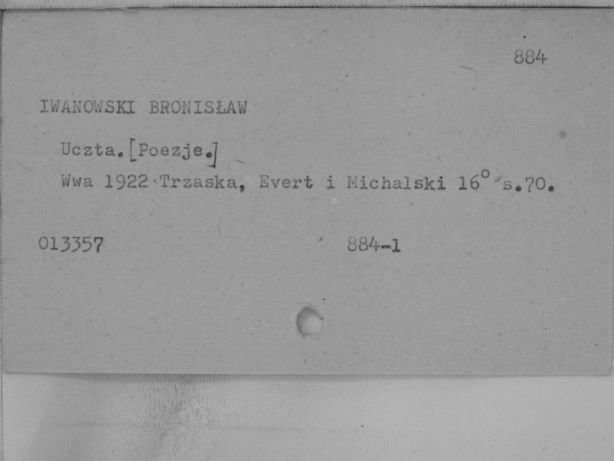 884
IWANOWSKI BRONISŁAW
Uczta.[Poezje.]
Wwa 1922 Trzaska, Evert i Michalski 16° s.70.
013357 884-1